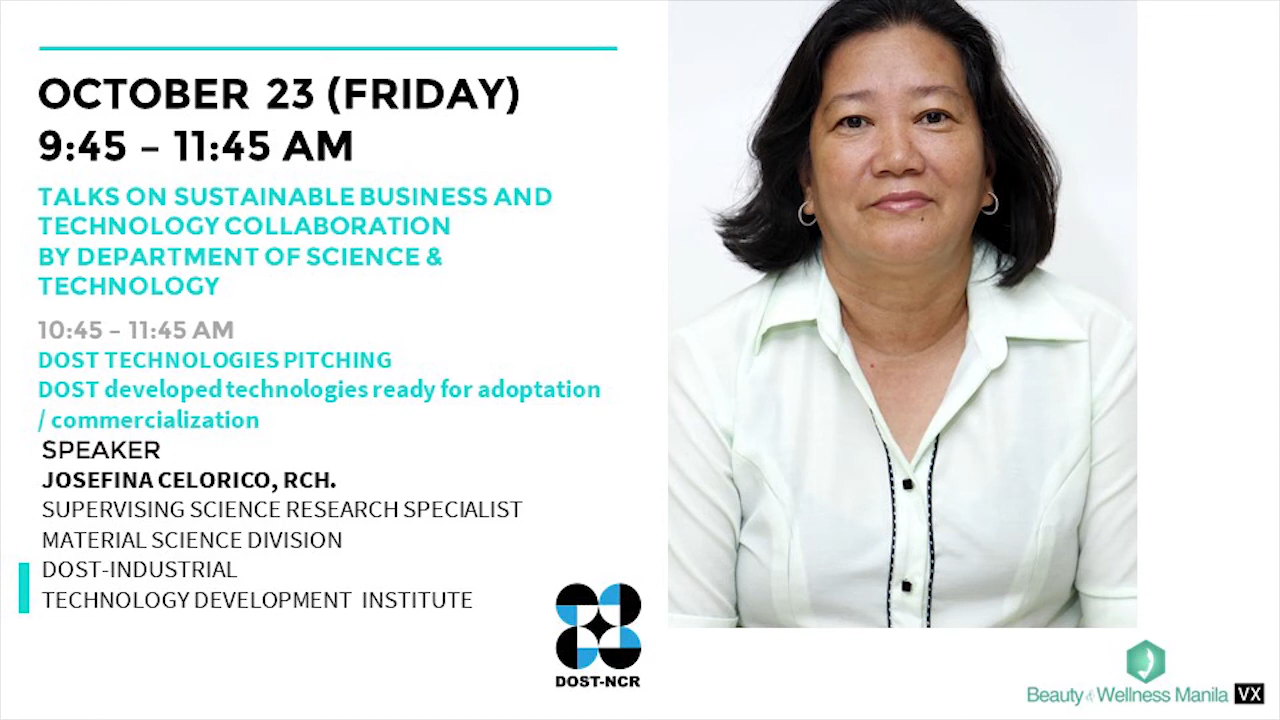 OCTOBER 23 (FRIDAY)
9:45 – 11:45 AM
TALKS ON SUSTAINABLE BUSINESS AND
TECHNOLOGY COLLABORATION
BY DEPARTMENT OF SCIENCE &
TECHNOLOGY
10:45 – 11:45 AM
DOST TECHNOLOGIES PITCHING
DOST developed technologies ready for adoptation
/ commercialization
SPEAKER
JOSEFINA CELORICO, RCH.
SUPERVISING SCIENCE RESEARCH SPECIALIST
MATERIAL SCIENCE DIVISION
DOST-INDUSTRIAL
TECHNOLOGY DEVELOPMENT INSTITUTE
DOST-NCR
Beauty & Wellness Manila VX